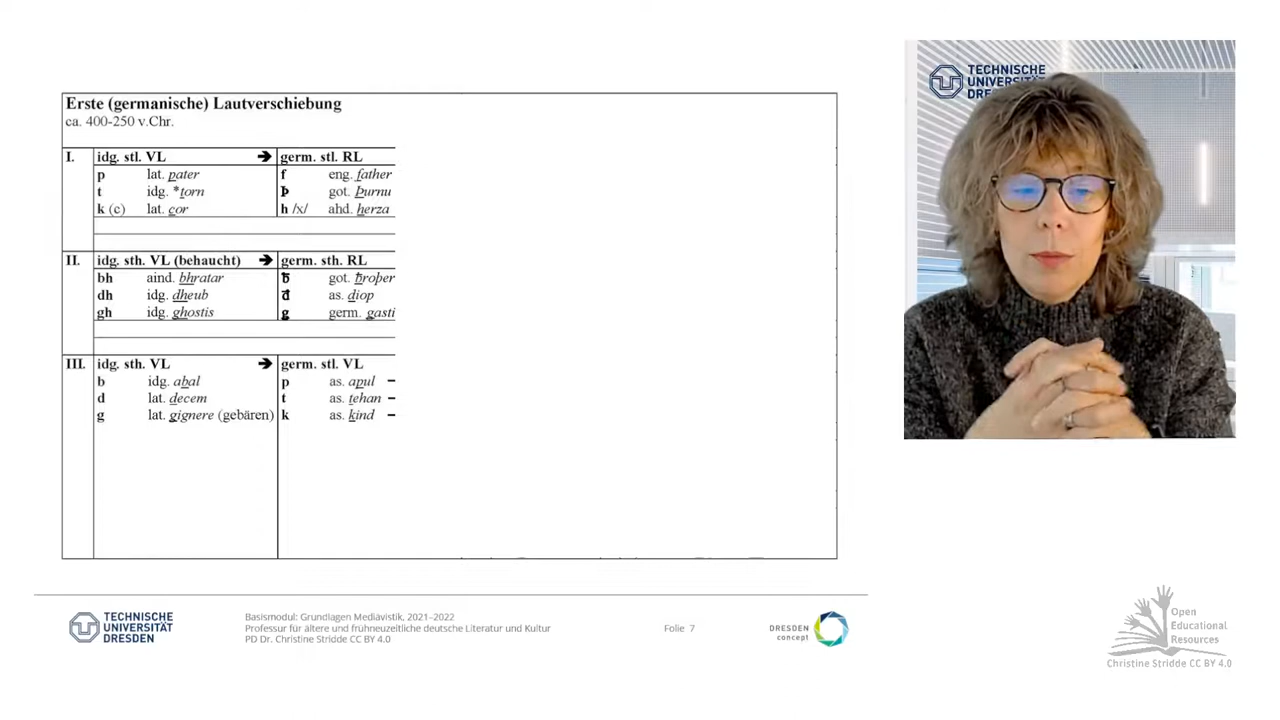 Erste (germanische) Lautverschiebung
ca. 400-250 v.Chr.
I. idg. stl. VL ➔ germ. stl. RL
p lat. pater f eng. father
t idg. *torn Þ got. Þurnu
k (c) lat. cor h /x/ ahd. herza
II. idg. sth. VL (behaucht) ➔ germ. sth. RL
bh aind. bhratar ƀ got. ƀroþer
dh idg. dheub đ as. diop
gh idg. ghostis g germ. gasti
III. idg. sth. VL ➔ germ. stl. VL
b idg. abal p as. apul –
d lat. decem t as. tehan –
g lat. gignere (gebären) k as. kind –
TECHNISCHE
UNIVERSITÄT
DRESDEN
Basismodul: Grundlagen Mediävistik, 2021–2022
Professur für ältere und frühneuzeitliche deutsche Literatur und Kultur
PD Dr. Christine Stridde CC BY 4.0
Folie 7
DRESDEN
concept
TECHNISCHE
UNIVERSITÄT
DRE
Open
Educational
Resources
Christine Stridde CC BY 4.0